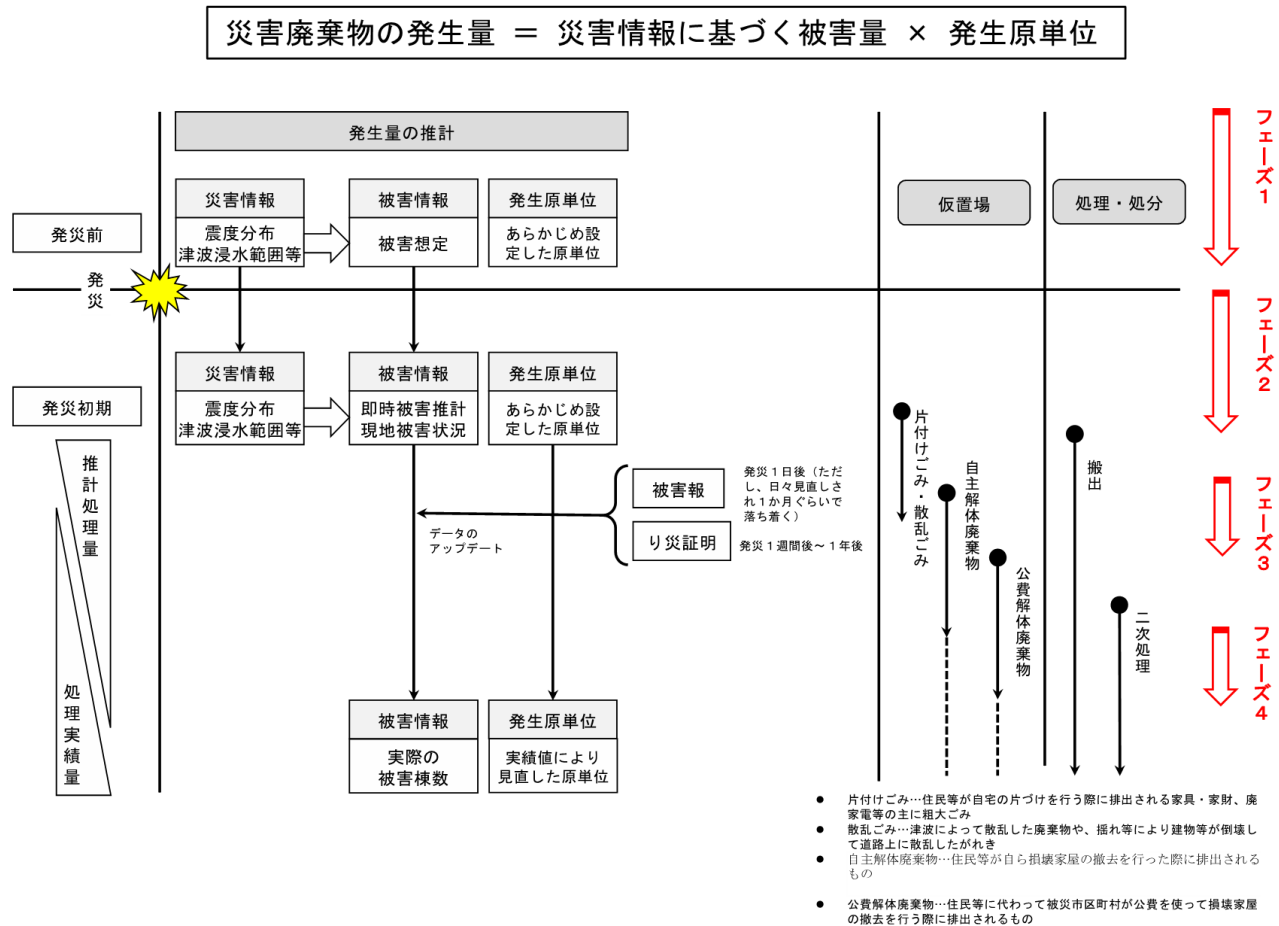 災害廃棄物の発生量 ＝ 災害情報に基づく被害量 × 発生原単位
発生量の推計
フェーズ1
災害情報
被害情報
発生原単位
仮置場
処理・処分
発災前
震度分布
津波浸水範囲等
被害想定
あらかじめ設
定した原単位
発災
フェーズ2
災害情報
被害情報
発生原単位
発災初期
震度分布
津波浸水範囲等
即時被害推計
現地被害状況
あらかじめ設
定した原単位
片付けごみ・散乱ごみ
自主解体廃棄物
公費解体廃棄物
搬出
二次処理
推計処理量
処理実績量
被害報
発災１日後（ただ
し、日々見直しさ
れ１か月ぐらいで
落ち着く）
フェーズ3
データの
アップデート
り災証明
発災１週間後～１年後
フェーズ4
被害情報
発生原単位
実際の
被害棟数
実績値により
見直した原単位
● 片付けごみ…住民等が自宅の片づけを行う際に排出される家具・家財、廃
家電等の主に粗大ごみ
● 散乱ごみ…津波によって散乱した廃棄物や、揺れ等により建物等が倒壊し
て道路上に散乱したがれき
● 自主解体廃棄物…住民等が自ら損壊家屋の撤去を行った際に排出される
もの
● 公費解体廃棄物…住民等に代わって被災市区町村が公費を使って損壊家屋
の撤去を行う際に排出されるもの